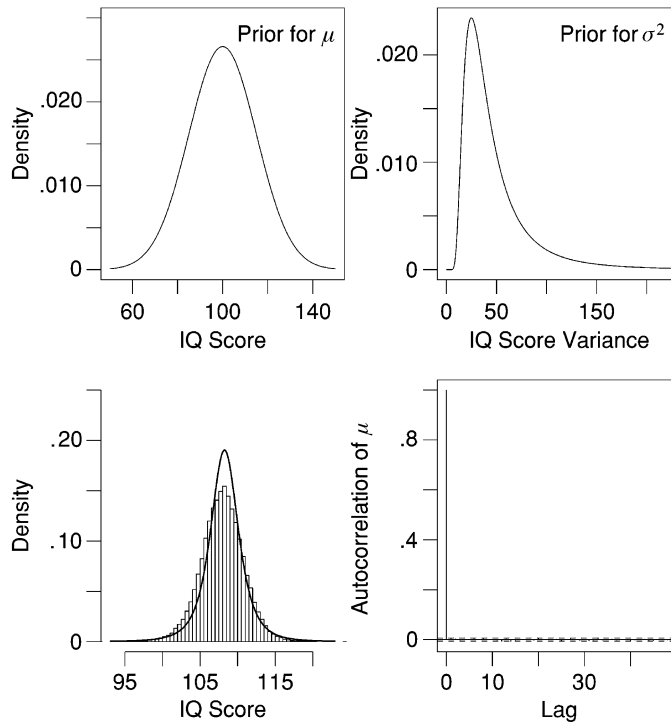 Prior for μ
Density
.020
.010
0
60
100
140
IQ Score
Prior for σ²
Density
.020
.010
0
0
50
150
IQ Score Variance
Density
.20
.10
0
95
105
115
IQ Score
Autocorrelation of μ
.8
.4
0
0
10
30
Lag